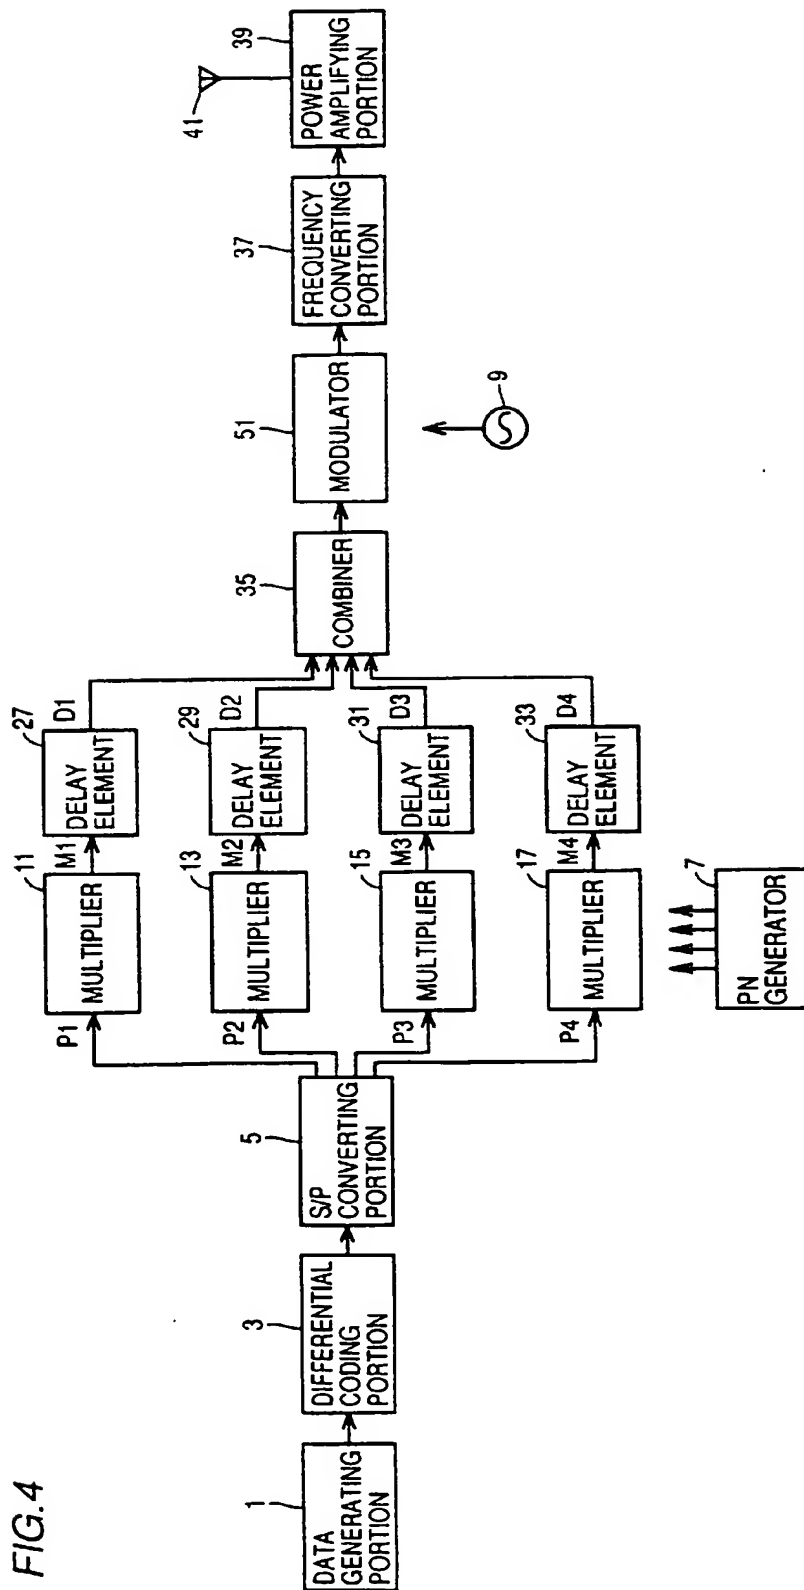 FIG.4
1
DATA
GENERATING
PORTION
3
DIFFERENTIAL
CODING
PORTION
5
S/P
CONVERTING
PORTION
P1
11
MULTIPLIER
M1
27
DELAY
ELEMENT
D1
P2
13
MULTIPLIER
M2
29
DELAY
ELEMENT
D2
P3
15
MULTIPLIER
M3
31
DELAY
ELEMENT
D3
P4
17
MULTIPLIER
M4
33
DELAY
ELEMENT
D4
7
PN
GENERATOR
35
COMBINER
51
MODULATOR
9
37
FREQUENCY
CONVERTING
PORTION
39
POWER
AMPLIFYING
PORTION
41